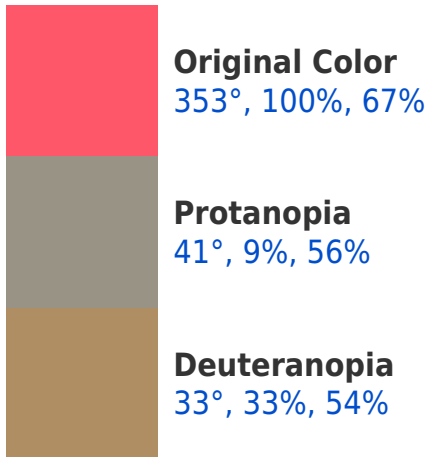 Original Color
353°, 100%, 67%
Protanopia
41°, 9%, 56%
Deuteranopia
33°, 33%, 54%